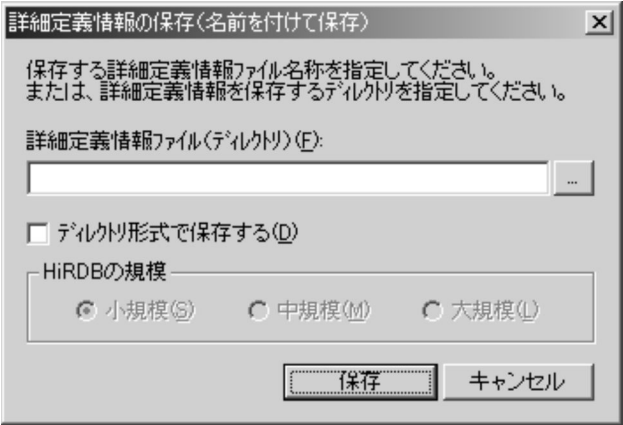 詳細定義情報の保存(名前を付けて保存)
保存する詳細定義情報ファイル名称を指定してください。
または、詳細定義情報を保存するディレクトリを指定してください。
詳細定義情報ファイル(ディレクトリ)(F):
...
ディレクトリ形式で保存する(D)
HiRDBの規模
小規模(S) 中規模(M) 大規模(L)
保存 キャンセル